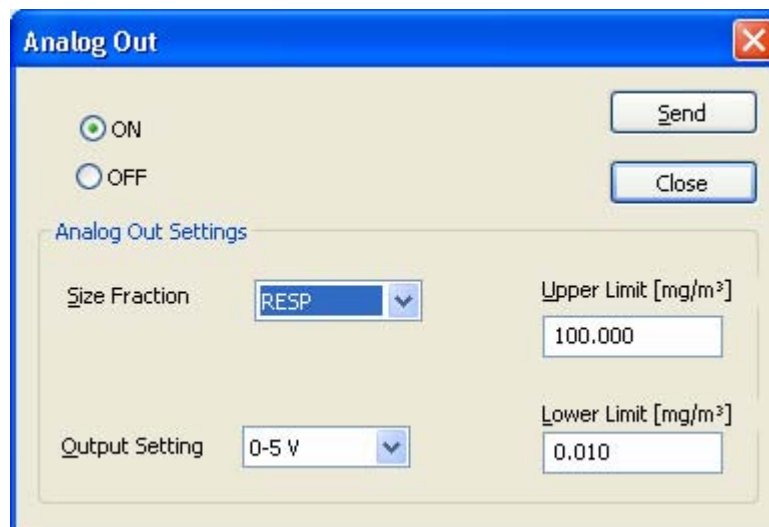 Analog Out
ON
Send
OFF
Close
Analog Out Settings
Size Fraction
RESP
Upper Limit [mg/m³]
100.000
Output Setting
0-5 V
Lower Limit [mg/m³]
0.010